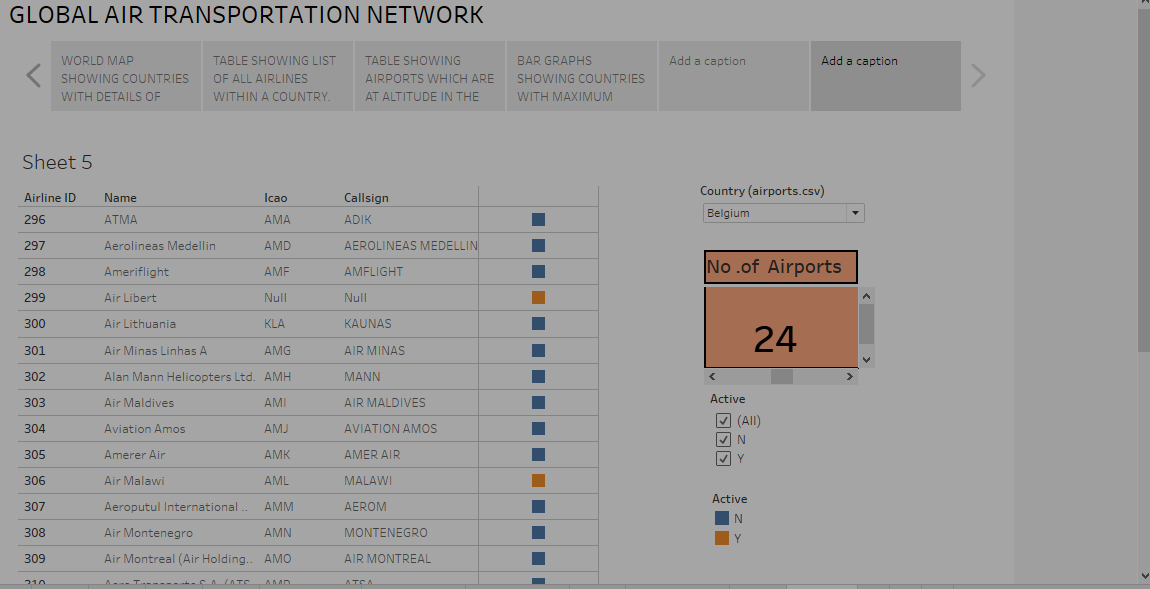 GLOBAL AIR TRANSPORTATION NETWORK
WORLD MAP
SHOWING COUNTRIES
WITH DETAILS OF
TABLE SHOWING LIST
OF ALL AIRLINES
WITHIN A COUNTRY.
TABLE SHOWING
AIRPORTS WHICH ARE
AT ALTITUDE IN THE
BAR GRAPHS
SHOWING COUNTRIES
WITH MAXIMUM
Add a caption
Add a caption
Sheet 5
Airline ID Name Icao Callsign
296 ATMA AMA ADIK
297 Aerolineas Medellin AMD AEROLINEAS MEDELLIN
298 Ameriflight AMF AMFLIGHT
299 Air Libert Null Null
300 Air Lithuania KLA KAUNAS
301 Air Minas Linhas A AMG AIR MINAS
302 Alan Mann Helicopters Ltd. AMH MANN
303 Air Maldives AMI AIR MALDIVES
304 Aviation Amos AMJ AVIATION AMOS
305 Amerer Air AMK AMER AIR
306 Air Malawi AML MALAWI
307 Aeroputul International .. AMM AEROM
308 Air Montenegro AMN MONTENEGRO
309 Air Montreal (Air Holding.. AMO AIR MONTREAL
310 Aero Transporte S.A. (ATS.. AMP ATSA
Country (airports.csv)
Belgium
No .of Airports
24
Active
(All)
N
Y
Active
N
Y